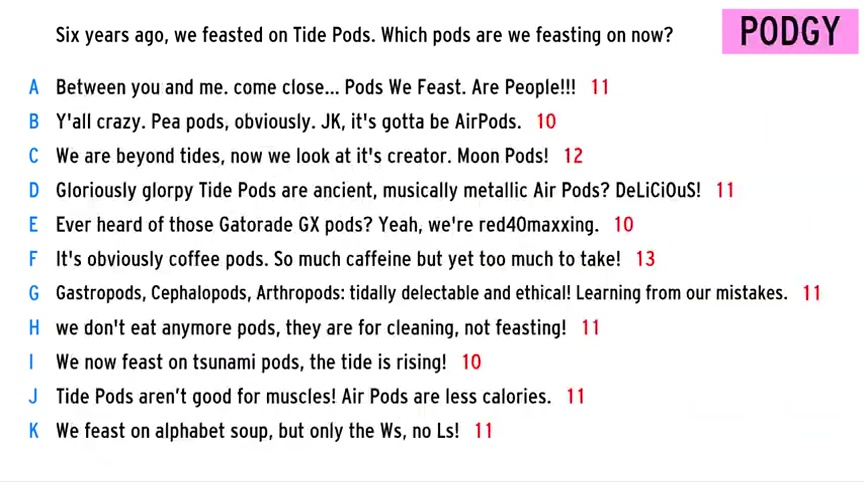 Six years ago, we feasted on Tide Pods. Which pods are we feasting on now?
PODGY
A Between you and me. come close... Pods We Feast. Are People!!! 11
B Y'all crazy. Pea pods, obviously. JK, it's gotta be AirPods. 10
C We are beyond tides, now we look at it's creator. Moon Pods! 12
D Gloriously glorpy Tide Pods are ancient, musically metallic Air Pods? DeLiCiOuS! 11
E Ever heard of those Gatorade GX pods? Yeah, we're red40maxxing. 10
F It's obviously coffee pods. So much caffeine but yet too much to take! 13
G Gastropods, Cephalopods, Arthropods: tidally delectable and ethical! Learning from our mistakes. 11
H we don't eat anymore pods, they are for cleaning, not feasting! 11
I We now feast on tsunami pods, the tide is rising! 10
J Tide Pods aren't good for muscles! Air Pods are less calories. 11
K We feast on alphabet soup, but only the Ws, no Ls! 11